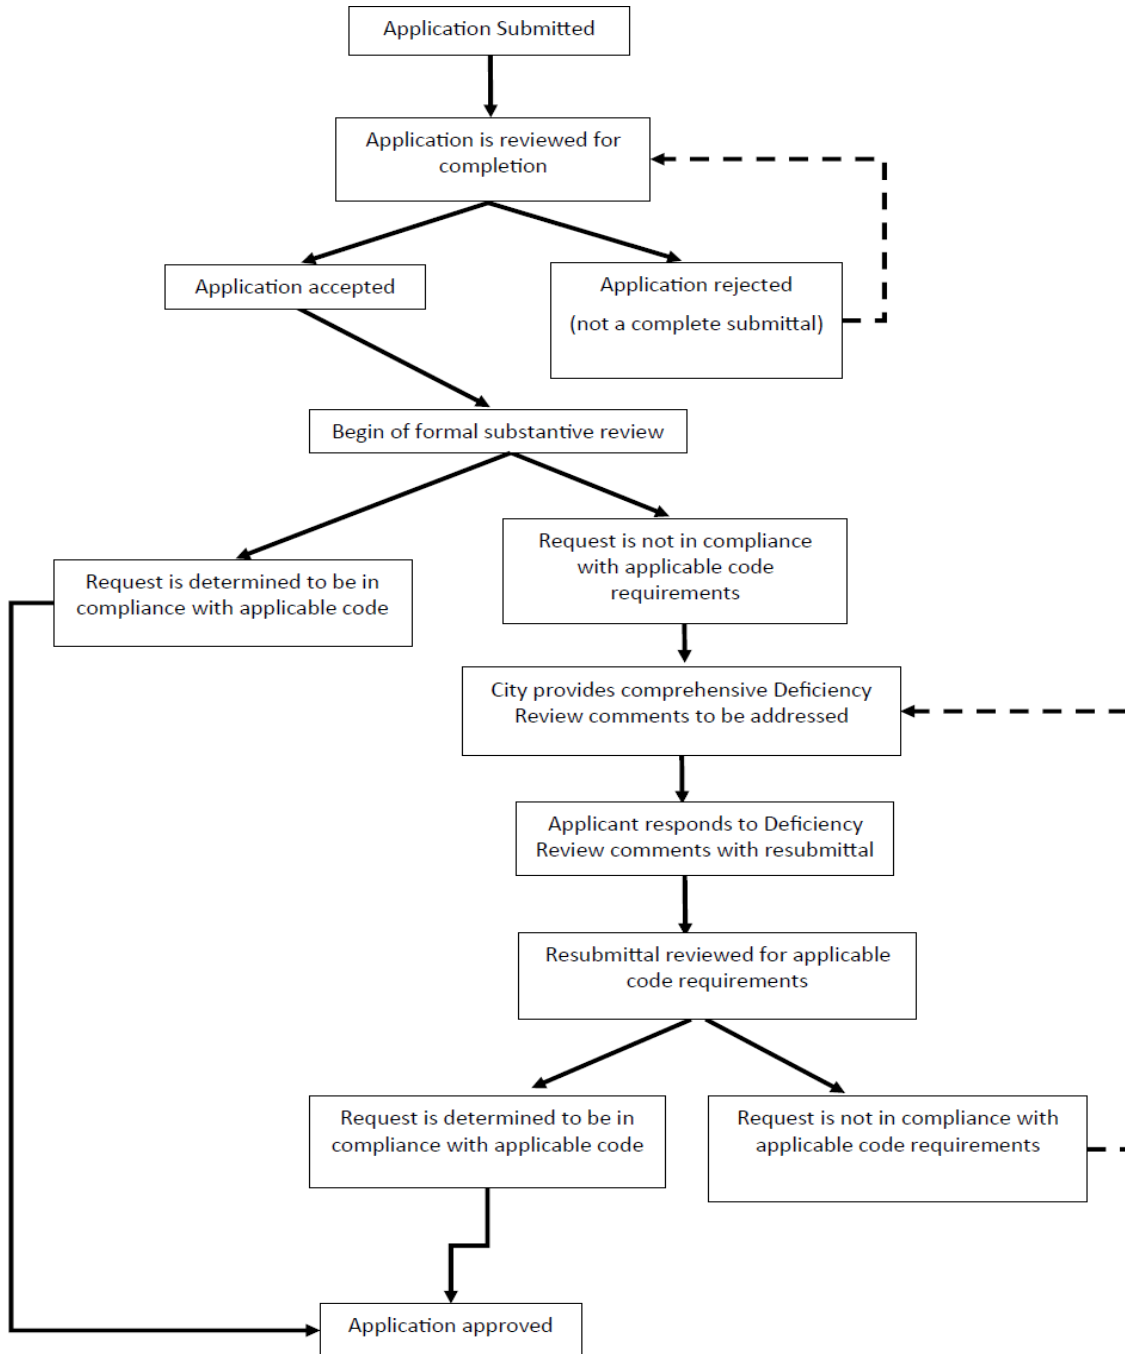 Application Submitted
Application is reviewed for
completion
Application accepted
Application rejected
(not a complete submittal)
Begin of formal substantive review
Request is determined to be in
compliance with applicable code
Request is not in compliance
with applicable code
requirements
City provides comprehensive Deficiency
Review comments to be addressed
Applicant responds to Deficiency
Review comments with resubmittal
Resubmittal reviewed for applicable
code requirements
Request is determined to be in
compliance with applicable code
Request is not in compliance with
applicable code requirements
Application approved